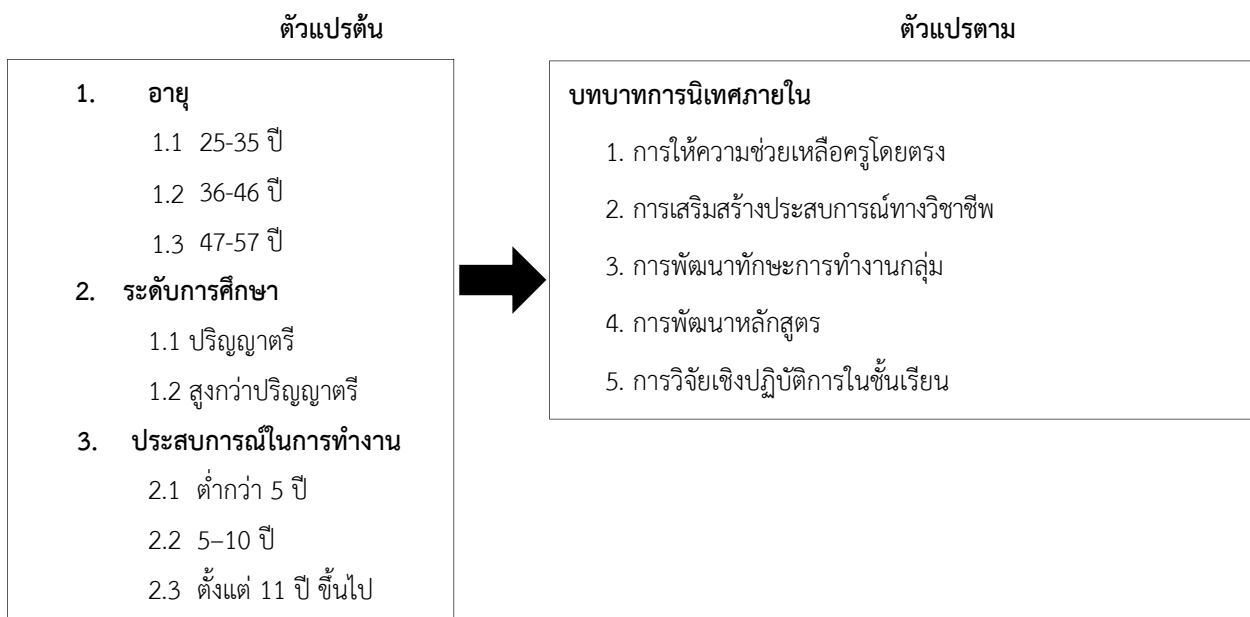 ตัวแปรต้น
ตัวแปรตาม
1. อายุ
1.1 25-35 ปี
1.2 36-46 ปี
1.3 47-57 ปี
2. ระดับการศึกษา
1.1 ปริญญาตรี
1.2 สูงกว่าปริญญาตรี
3. ประสบการณ์ในการทำงาน
2.1 ต่ำกว่า 5 ปี
2.2 5–10 ปี
2.3 ตั้งแต่ 11 ปี ขึ้นไป
บทบาทการนิเทศภายใน
1. การให้ความช่วยเหลือครูโดยตรง
2. การเสริมสร้างประสบการณ์ทางวิชาชีพ
3. การพัฒนาทักษะการทำงานกลุ่ม
4. การพัฒนาหลักสูตร
5. การวิจัยเชิงปฏิบัติการในชั้นเรียน